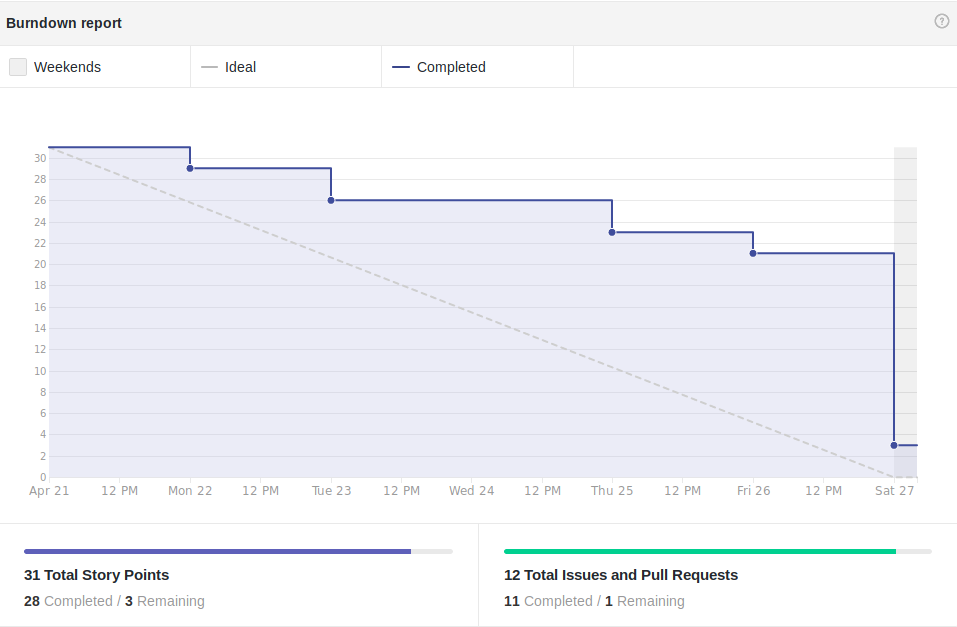 Burndown report
?
Weekends
Ideal
Completed
30
28
26
24
22
20
18
16
14
12
10
8
6
4
2
0
Apr 21 12 PM Mon 22 12 PM Tue 23 12 PM Wed 24 12 PM Thu 25 12 PM Fri 26 12 PM Sat 27
31 Total Story Points
28 Completed / 3 Remaining
12 Total Issues and Pull Requests
11 Completed / 1 Remaining